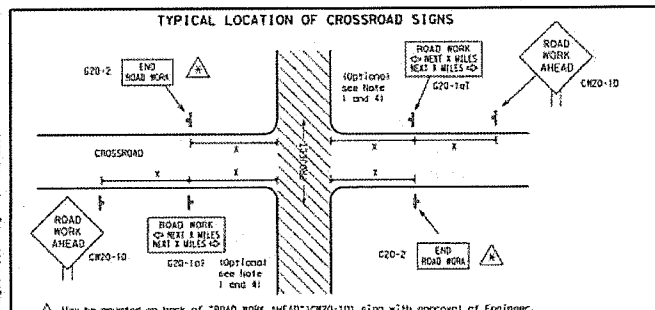 TYPICAL LOCATION OF CROSSROAD SIGNS
G20-2
END
ROAD WORK
*
(Optional
see Note
1 and 4)
ROAD WORK
⇦ NEXT X MILES
NEXT X MILES ⇨
G20-1aT
ROAD
WORK
AHEAD
CW20-1D
CROSSROAD
X
X
X
PROJECT
X
X
X
ROAD
WORK
AHEAD
CW20-1D
ROAD WORK
⇦ NEXT X MILES
NEXT X MILES ⇨
G20-1aT
(Optional
see Note
1 and 4)
G20-2
END
ROAD WORK
*
May be mounted on back of "ROAD WORK AHEAD"(CW20-1D) sign with approval of Engineer.